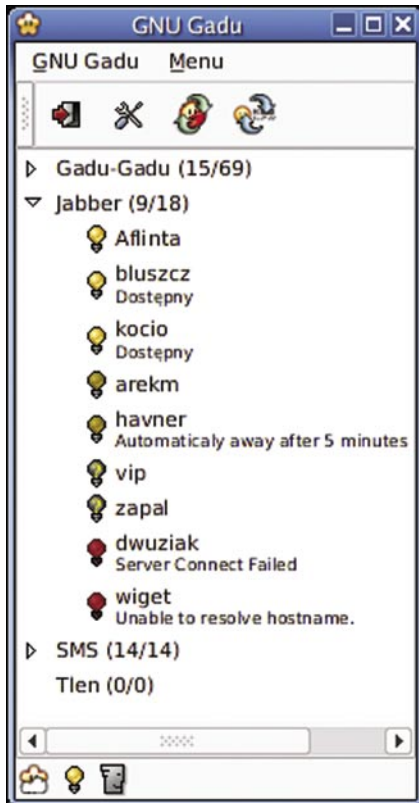 GNU Gadu
GNU Gadu Menu
Gadu-Gadu (15/69)
Jabber (9/18)
Aflinta
bluszcz
Dostępny
kocio
Dostępny
arekm
havner
Automaticaly away after 5 minutes
vip
zapal
dwuziak
Server Connect Failed
wiget
Unable to resolve hostname.
SMS (14/14)
Tlen (0/0)